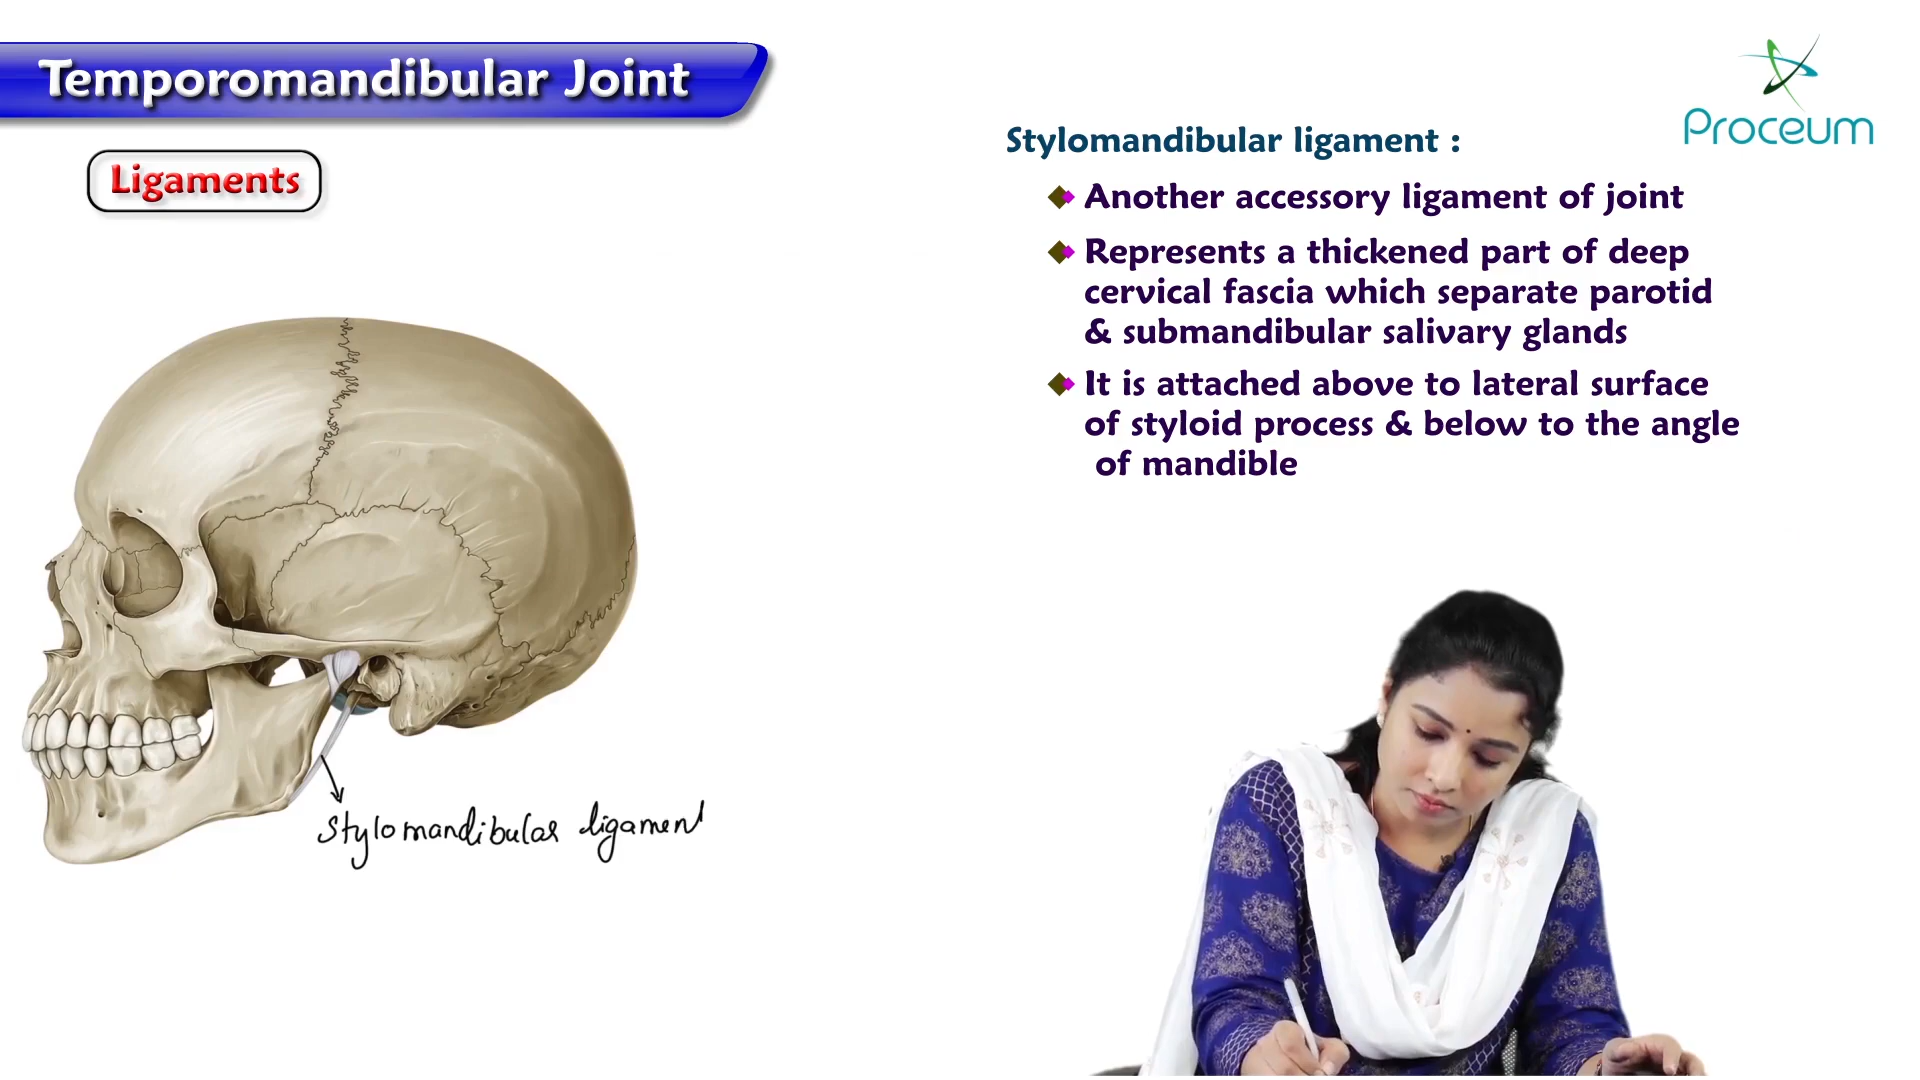 Temporomandibular Joint
Ligaments
Proceum
Stylomandibular ligament :
Another accessory ligament of joint
Represents a thickened part of deep
cervical fascia which separate parotid
& submandibular salivary glands
It is attached above to lateral surface
of styloid process & below to the angle
of mandible
Stylomandibular ligament